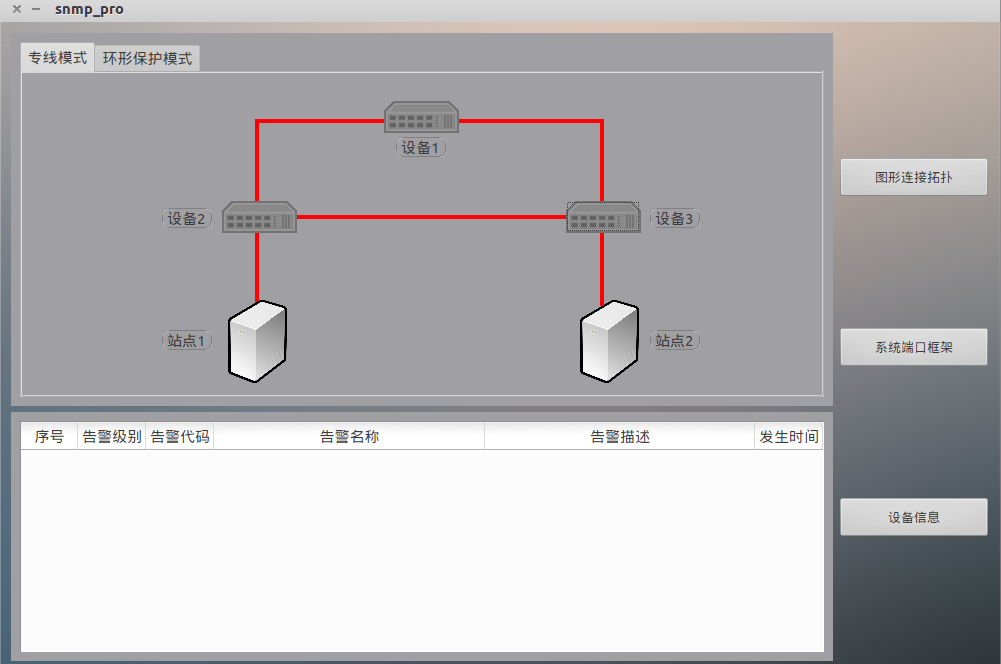 snmp_pro
专线模式 环形保护模式
设备1
设备2
设备3
站点1
站点2
图形连接拓扑
系统端口框架
设备信息
序号 告警级别 告警代码 告警名称 告警描述 发生时间